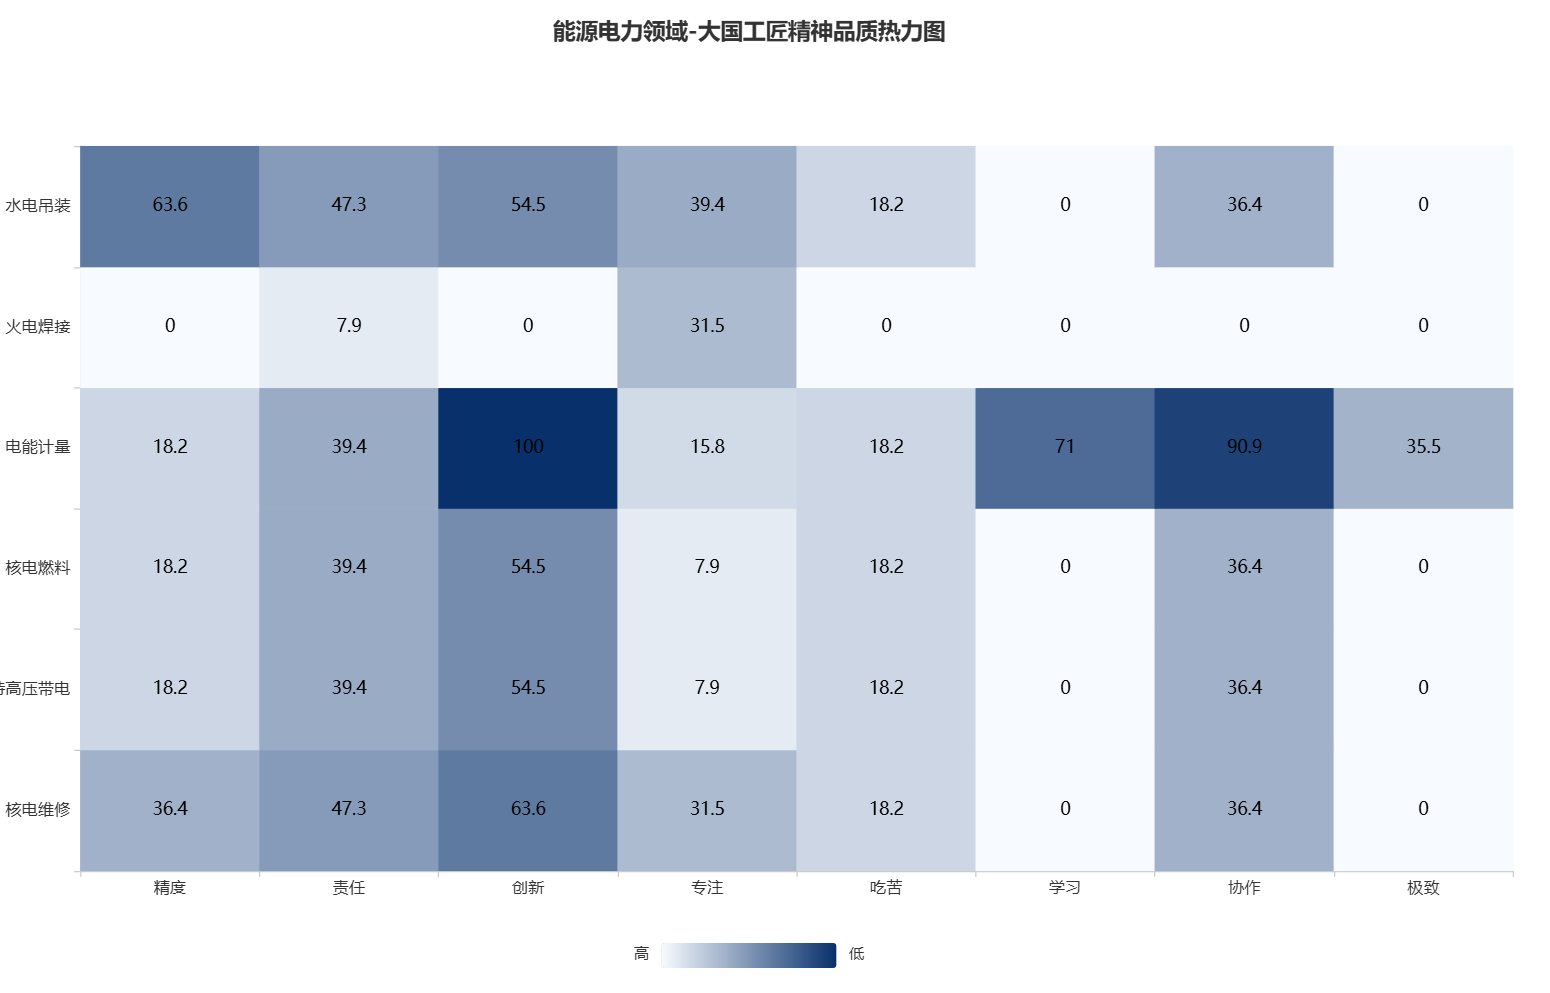 能源电力领域-大国工匠精神品质热力图
水电吊装 63.6 47.3 54.5 39.4 18.2 0 36.4 0
火电焊接 0 7.9 0 31.5 0 0 0 0
电能计量 18.2 39.4 100 15.8 18.2 71 90.9 35.5
核电燃料 18.2 39.4 54.5 7.9 18.2 0 36.4 0
高压带电 18.2 39.4 54.5 7.9 18.2 0 36.4 0
核电维修 36.4 47.3 63.6 31.5 18.2 0 36.4 0
精度 责任 创新 专注 吃苦 学习 协作 极致
高 低